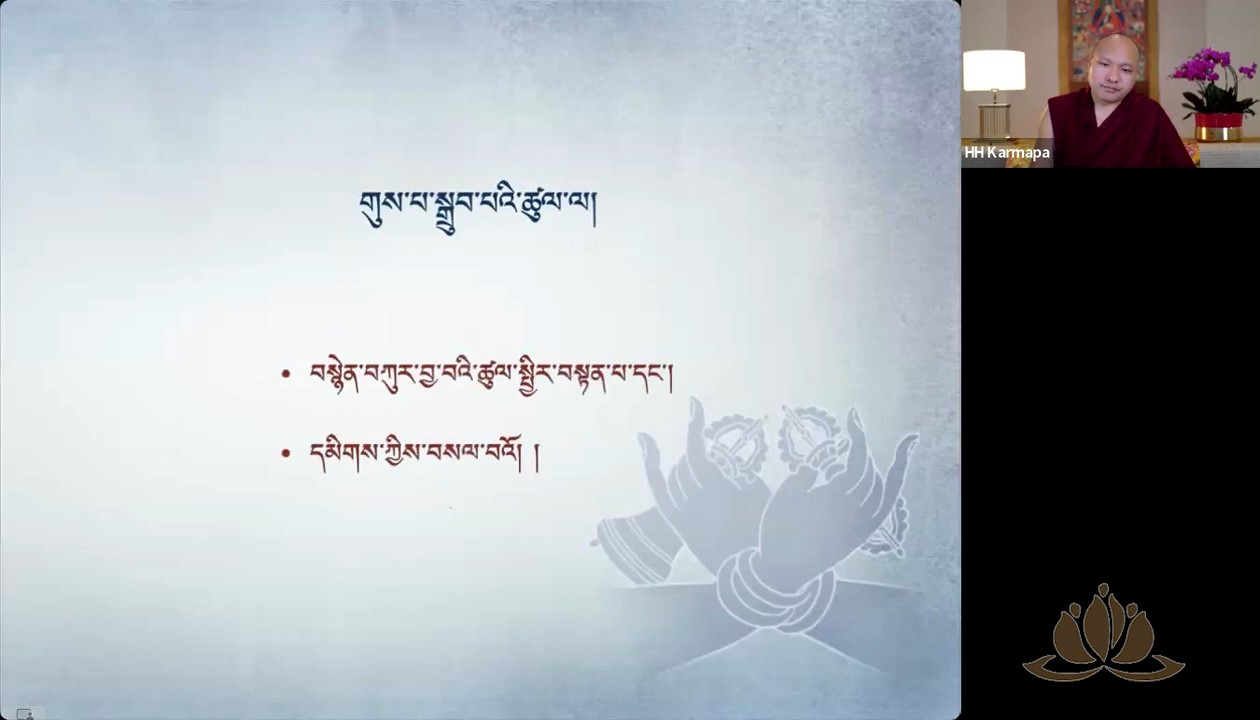 གུས་པ་སྒྲུབ་པའི་ཚུལ་ལ།
• བསྙེན་བཀུར་བྱ་བའི་ཚུལ་སྤྱིར་བསྟན་པ་དང་།
• དམིགས་ཀྱིས་བསལ་བའོ། །
HH Karmapa